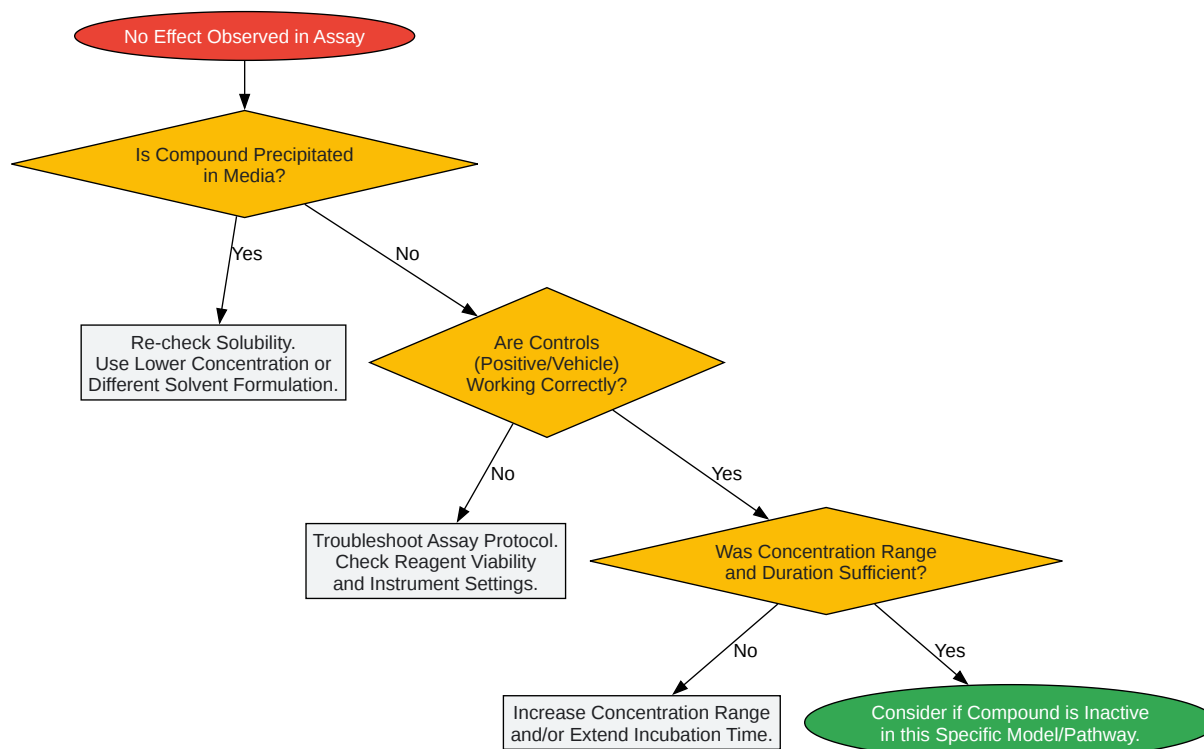 No Effect Observed in Assay
Is Compound Precipitated
in Media?
Yes
No
Re-check Solubility.
Use Lower Concentration or
Different Solvent Formulation.
Are Controls
(Positive/Vehicle)
Working Correctly?
No
Yes
Troubleshoot Assay Protocol.
Check Reagent Viability
and Instrument Settings.
Was Concentration Range
and Duration Sufficient?
No
Yes
Increase Concentration Range
and/or Extend Incubation Time.
Consider if Compound is Inactive
in this Specific Model/Pathway.